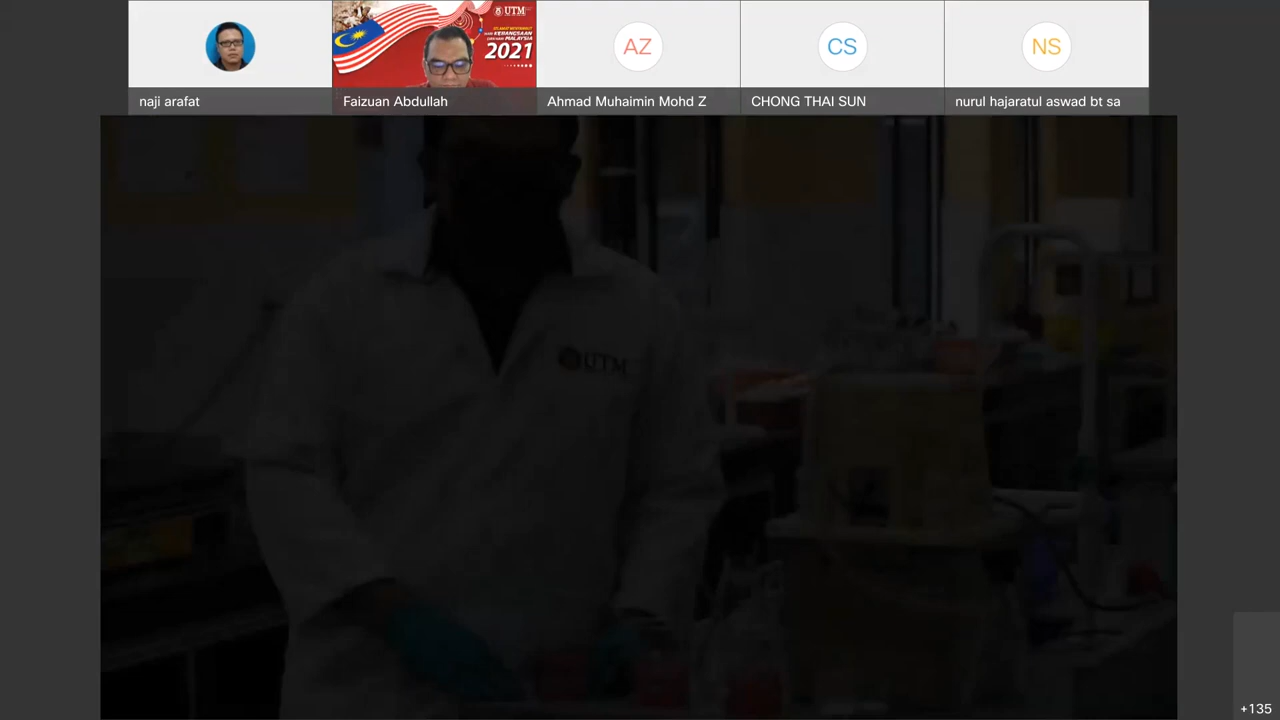 UTM
2021
AZ
CS
NS
naji arafat
Faizuan Abdullah
Ahmad Muhaimin Mohd Z
CHONG THAI SUN
nurul hajaratul aswad bt sa
UTM
+135